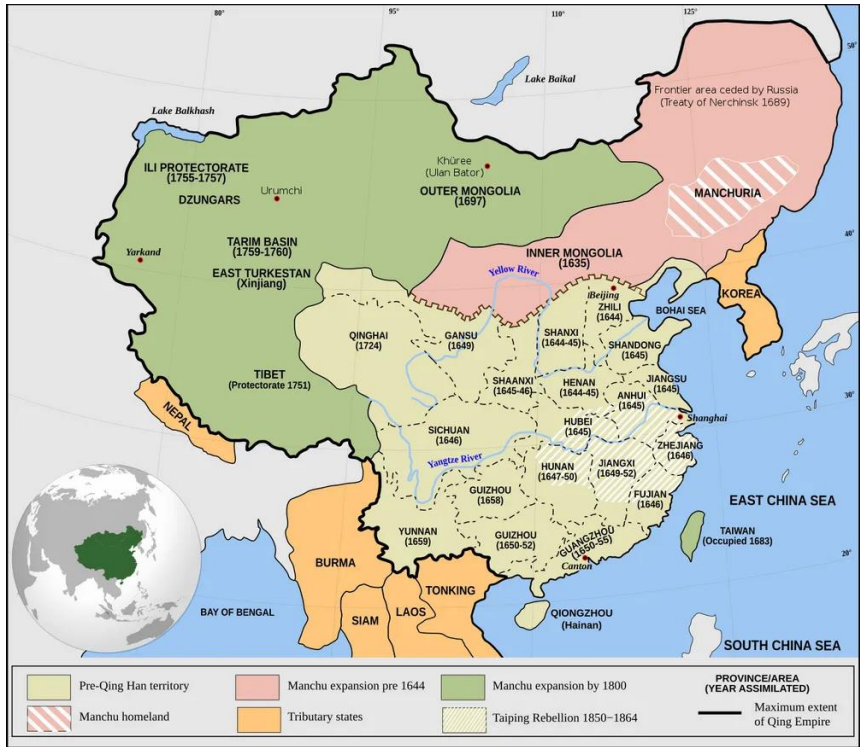 80°
95°
110°
125°
50°
Lake Baikal
Frontier area ceded by Russia
(Treaty of Nerchinsk 1689)
Lake Balkhash
ILI PROTECTORATE
(1755-1757)
DZUNGARS
Urumchi
Khüree
(Ulan Bator)
OUTER MONGOLIA
(1697)
MANCHURIA
40°
Yarkand
TARIM BASIN
(1759-1760)
EAST TURKESTAN
(Xinjiang)
INNER MONGOLIA
(1635)
Yellow River
Beijing
ZHILI
(1644)
KOREA
BOHAI SEA
QINGHAI
(1724)
GANSU
(1649)
SHANXI
(1644-45)
SHANDONG
(1645)
TIBET
(Protectorate 1751)
SHAANXI
(1645-46)
HENAN
(1644-45)
JIANGSU
(1645)
ANHUI
(1645)
30°
NEPAL
SICHUAN
(1646)
HUBEI
(1645)
Shanghai
ZHEJIANG
(1646)
Yangtze River
HUNAN
(1647-50)
JIANGXI
(1649-52)
GUIZHOU
(1658)
FUJIAN
(1646)
EAST CHINA SEA
YUNNAN
(1659)
GUIZHOU
(1650-52)
GUANGZHOU
(1650-55)
Canton
TAIWAN
(Occupied 1683)
20°
BURMA
TONKING
BAY OF BENGAL
SIAM
LAOS
QIONGZHOU
(Hainan)
SOUTH CHINA SEA
Pre-Qing Han territory
Manchu expansion pre 1644
Manchu expansion by 1800
PROVINCE/AREA
(YEAR ASSIMILATED)
Manchu homeland
Tributary states
Taiping Rebellion 1850−1864
Maximum extent
of Qing Empire